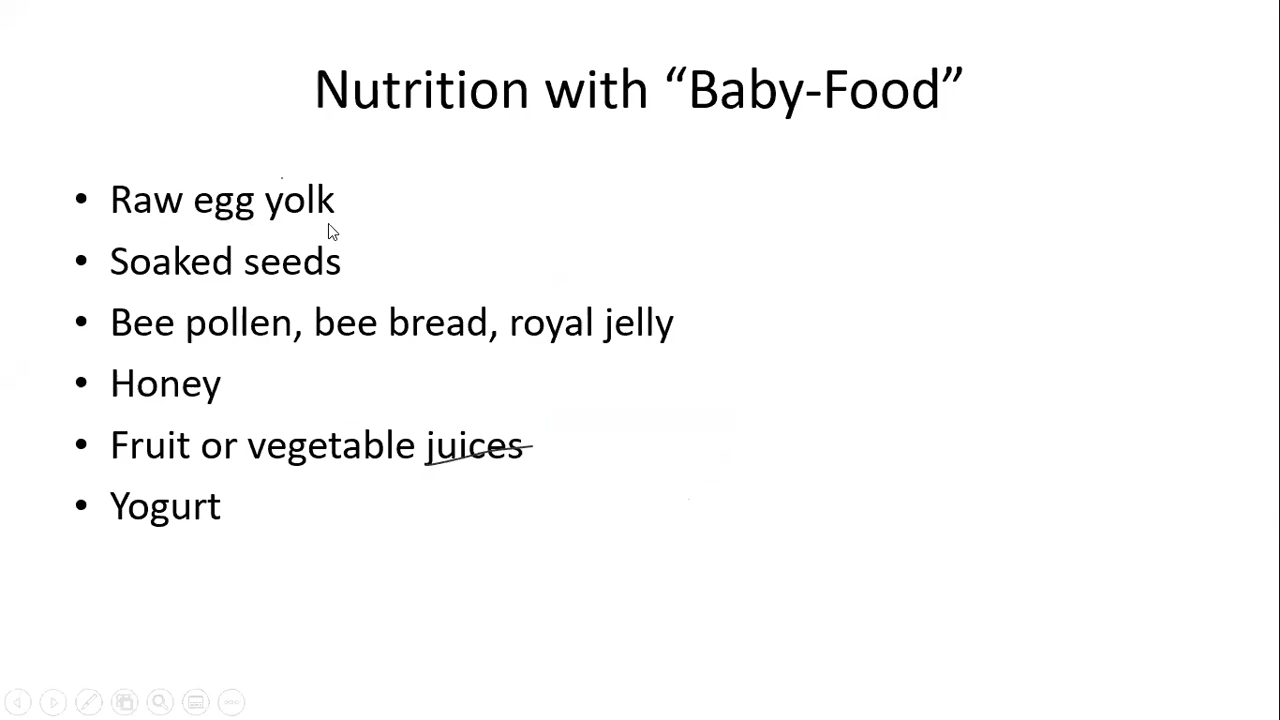 Nutrition with “Baby-Food”
• Raw egg yolk
• Soaked seeds
• Bee pollen, bee bread, royal jelly
• Honey
• Fruit or vegetable juices
• Yogurt